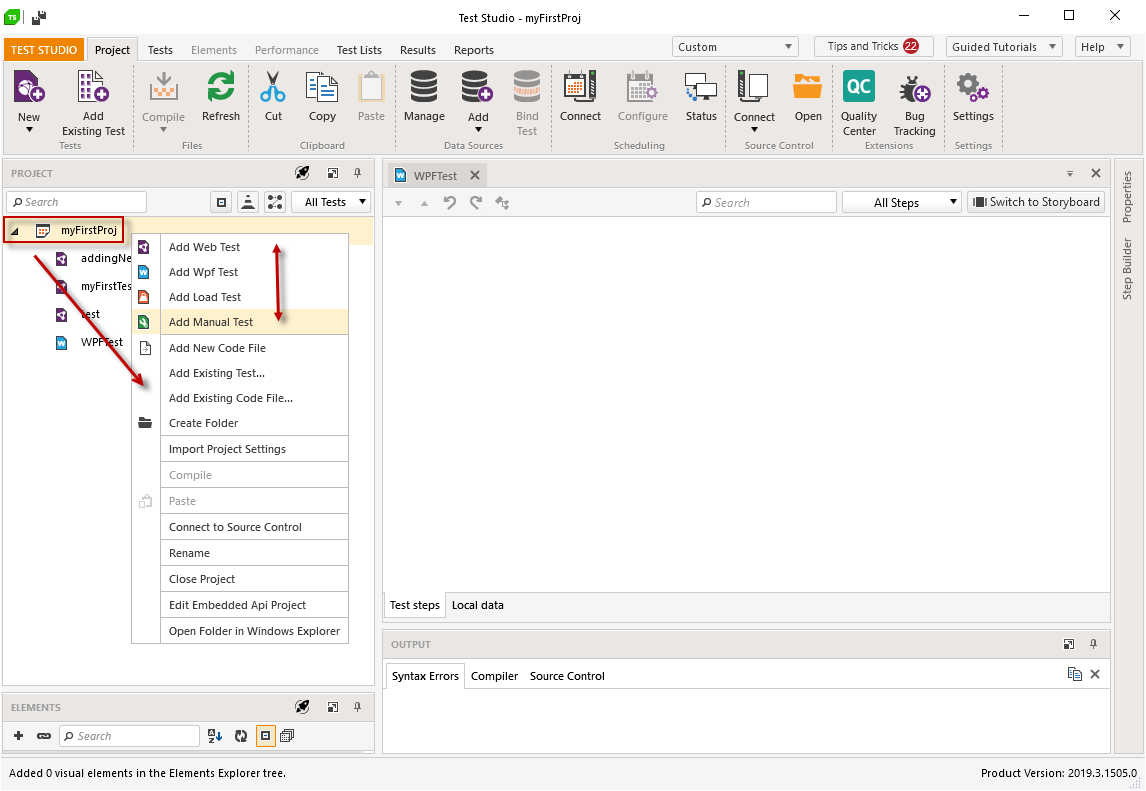 TS
Test Studio - myFirstProj
TEST STUDIO Project Tests Elements Performance Test Lists Results Reports Custom Tips and Tricks 22 Guided Tutorials Help
New Add Existing Test Compile Refresh Cut Copy Paste Manage Add Bind Test Connect Configure Status Connect Open QC Quality Center Bug Tracking Settings
Tests Files Clipboard Data Sources Scheduling Source Control Extensions Settings
PROJECT
Search All Tests
myFirstProj
addingNe
myFirstTes
test
WPFTest
Add Web Test
Add Wpf Test
Add Load Test
Add Manual Test
Add New Code File
Add Existing Test...
Add Existing Code File...
Create Folder
Import Project Settings
Compile
Paste
Connect to Source Control
Rename
Close Project
Edit Embedded Api Project
Open Folder in Windows Explorer
WPFTest
Search All Steps Switch to Storyboard
Test steps Local data
Properties
Step Builder
OUTPUT
Syntax Errors Compiler Source Control
ELEMENTS
Search
Added 0 visual elements in the Elements Explorer tree.
Product Version: 2019.3.1505.0